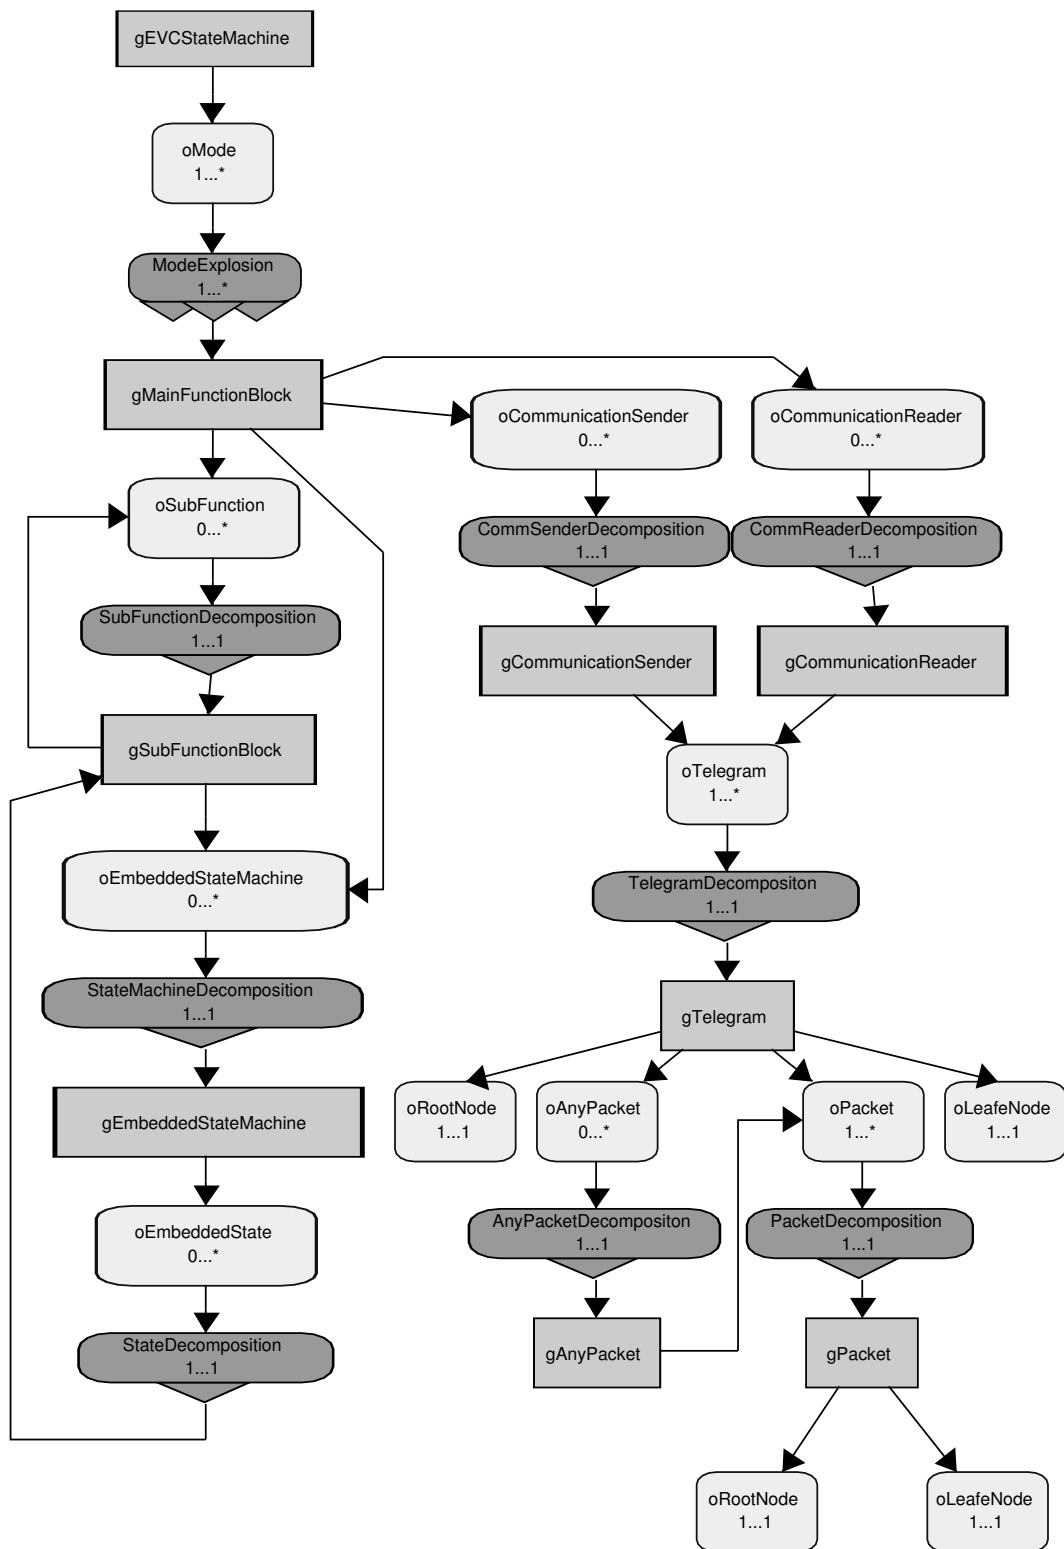 gEVCStateMachine
oMode
1...*
ModeExplosion
1...*
gMainFunctionBlock
oCommunicationSender
0...*
oCommunicationReader
0...*
oSubFunction
0...*
CommSenderDecomposition
1...1
CommReaderDecomposition
1...1
SubFunctionDecomposition
1...1
gCommunicationSender
gCommunicationReader
gSubFunctionBlock
oTelegram
1...*
oEmbeddedStateMachine
0...*
TelegramDecompositon
1...1
StateMachineDecomposition
1...1
gTelegram
gEmbeddedStateMachine
oRootNode
1...1
oAnyPacket
0...*
oPacket
1...*
oLeafeNode
1...1
oEmbeddedState
0...*
AnyPacketDecompositon
1...1
PacketDecomposition
1...1
StateDecomposition
1...1
gAnyPacket
gPacket
oRootNode
1...1
oLeafeNode
1...1